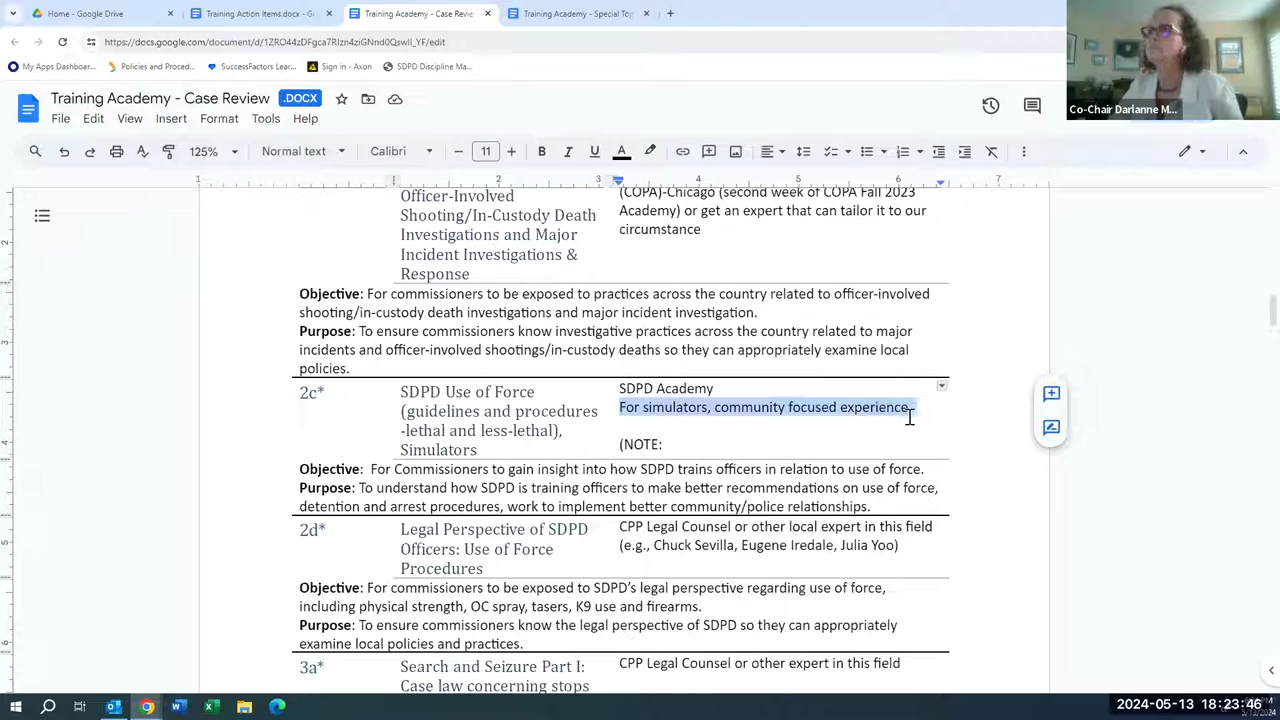 Home - Google Drive
Training Action Items.docx - G
Training Academy - Case Revie
Training Academy - Special Top
https://docs.google.com/document/d/1ZRO44zDFgca7RIzn4ziGNnd0QswII_YF/edit
My Apps Dashboar...
Policies and Proced...
SuccessFactors Lear...
Sign in - Axon
SDPD Discipline Ma...
Training Academy - Case Review
.DOCX
File Edit View Insert Format Tools Help
Co-Chair Darlanne M...
125% Normal text Calibri 11
1 1 2 3 4 5 6 7
Officer-Involved
Shooting/In-Custody Death
Investigations and Major
Incident Investigations &
Response
(COPA)-Chicago (second week of COPA Fall 2023
Academy) or get an expert that can tailor it to our
circumstance
Objective: For commissioners to be exposed to practices across the country related to officer-involved
shooting/in-custody death investigations and major incident investigation.
Purpose: To ensure commissioners know investigative practices across the country related to major
incidents and officer-involved shootings/in-custody deaths so they can appropriately examine local
policies.
2c*
SDPD Use of Force
(guidelines and procedures
-lethal and less-lethal),
Simulators
SDPD Academy
For simulators, community focused experience
(NOTE:
Objective: For Commissioners to gain insight into how SDPD trains officers in relation to use of force.
Purpose: To understand how SDPD is training officers to make better recommendations on use of force,
detention and arrest procedures, work to implement better community/police relationships.
2d*
Legal Perspective of SDPD
Officers: Use of Force
Procedures
CPP Legal Counsel or other local expert in this field
(e.g., Chuck Sevilla, Eugene Iredale, Julia Yoo)
Objective: For commissioners to be exposed to SDPD's legal perspective regarding use of force,
including physical strength, OC spray, tasers, K9 use and firearms.
Purpose: To ensure commissioners know the legal perspective of SDPD so they can appropriately
examine local policies and practices.
3a*
Search and Seizure Part I:
Case law concerning stops
CPP Legal Counsel or other expert in this field
2024-05-13 18:23:46